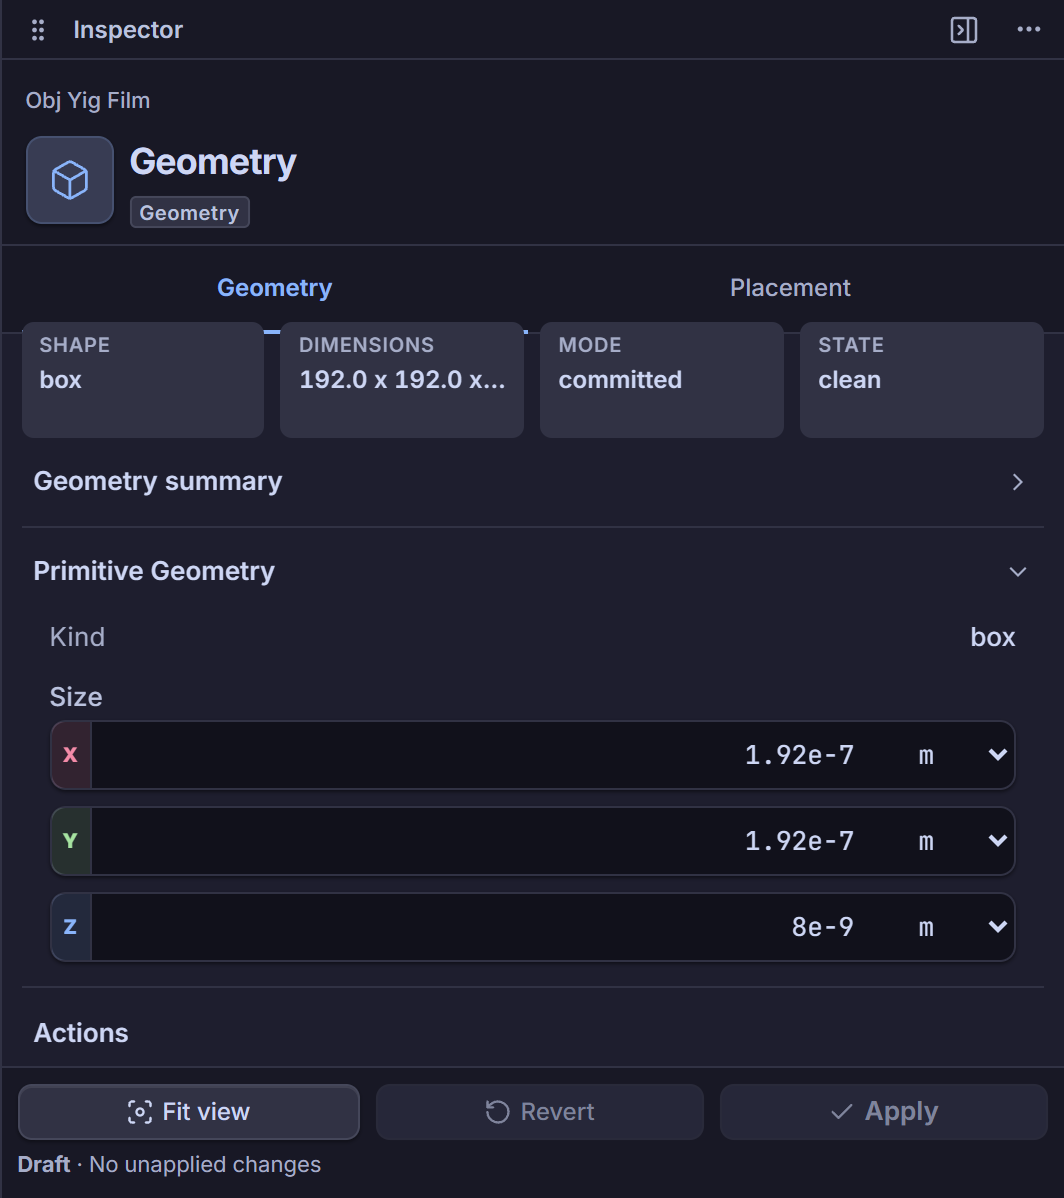 Inspector
Obj Yig Film
Geometry
Geometry
Geometry Placement
SHAPE DIMENSIONS MODE STATE
box 192.0 x 192.0 x... committed clean
Geometry summary
Primitive Geometry
Kind box
Size
X 1.92e-7 m
Y 1.92e-7 m
Z 8e-9 m
Actions
Fit view Revert Apply
Draft · No unapplied changes